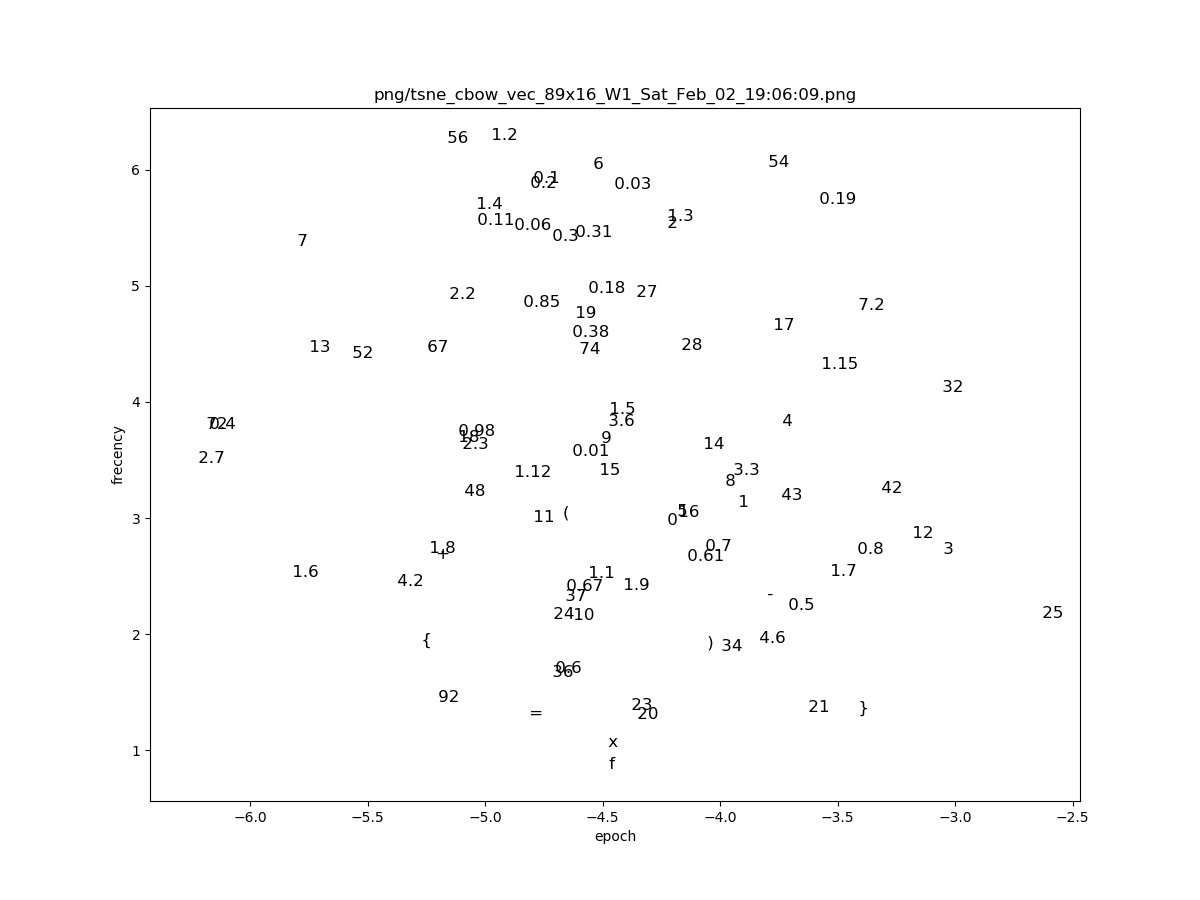 png/tsne_cbow_vec_89x16_W1_Sat_Feb_02_19:06:09.png
56 1.2
6 54
0.1
0.2 0.03
0.19
1.4
0.11 0.06 0.3 0.31 1.3
2
7
2.2 0.85 0.18 27 7.2
19 17
0.38
13 52 67 74 28 1.15
32
1.5
72 0.4 3.6 4
0.98
18 9
2.3 0.01 14
2.7
1.12 15 3.3
8
48 43 42
1
11 ( 0 5 16
12
1.8 0.7 0.8 3
+ 0.61
1.6 4.2 1.1 1.7
0.67 1.9
37 - 0.5
24 10 25
{ ) 34 4.6
0.6
36
92 23 21 }
= 20
x
f
6
5
4
3
2
1
frecency
−6.0 −5.5 −5.0 −4.5 −4.0 −3.5 −3.0 −2.5
epoch